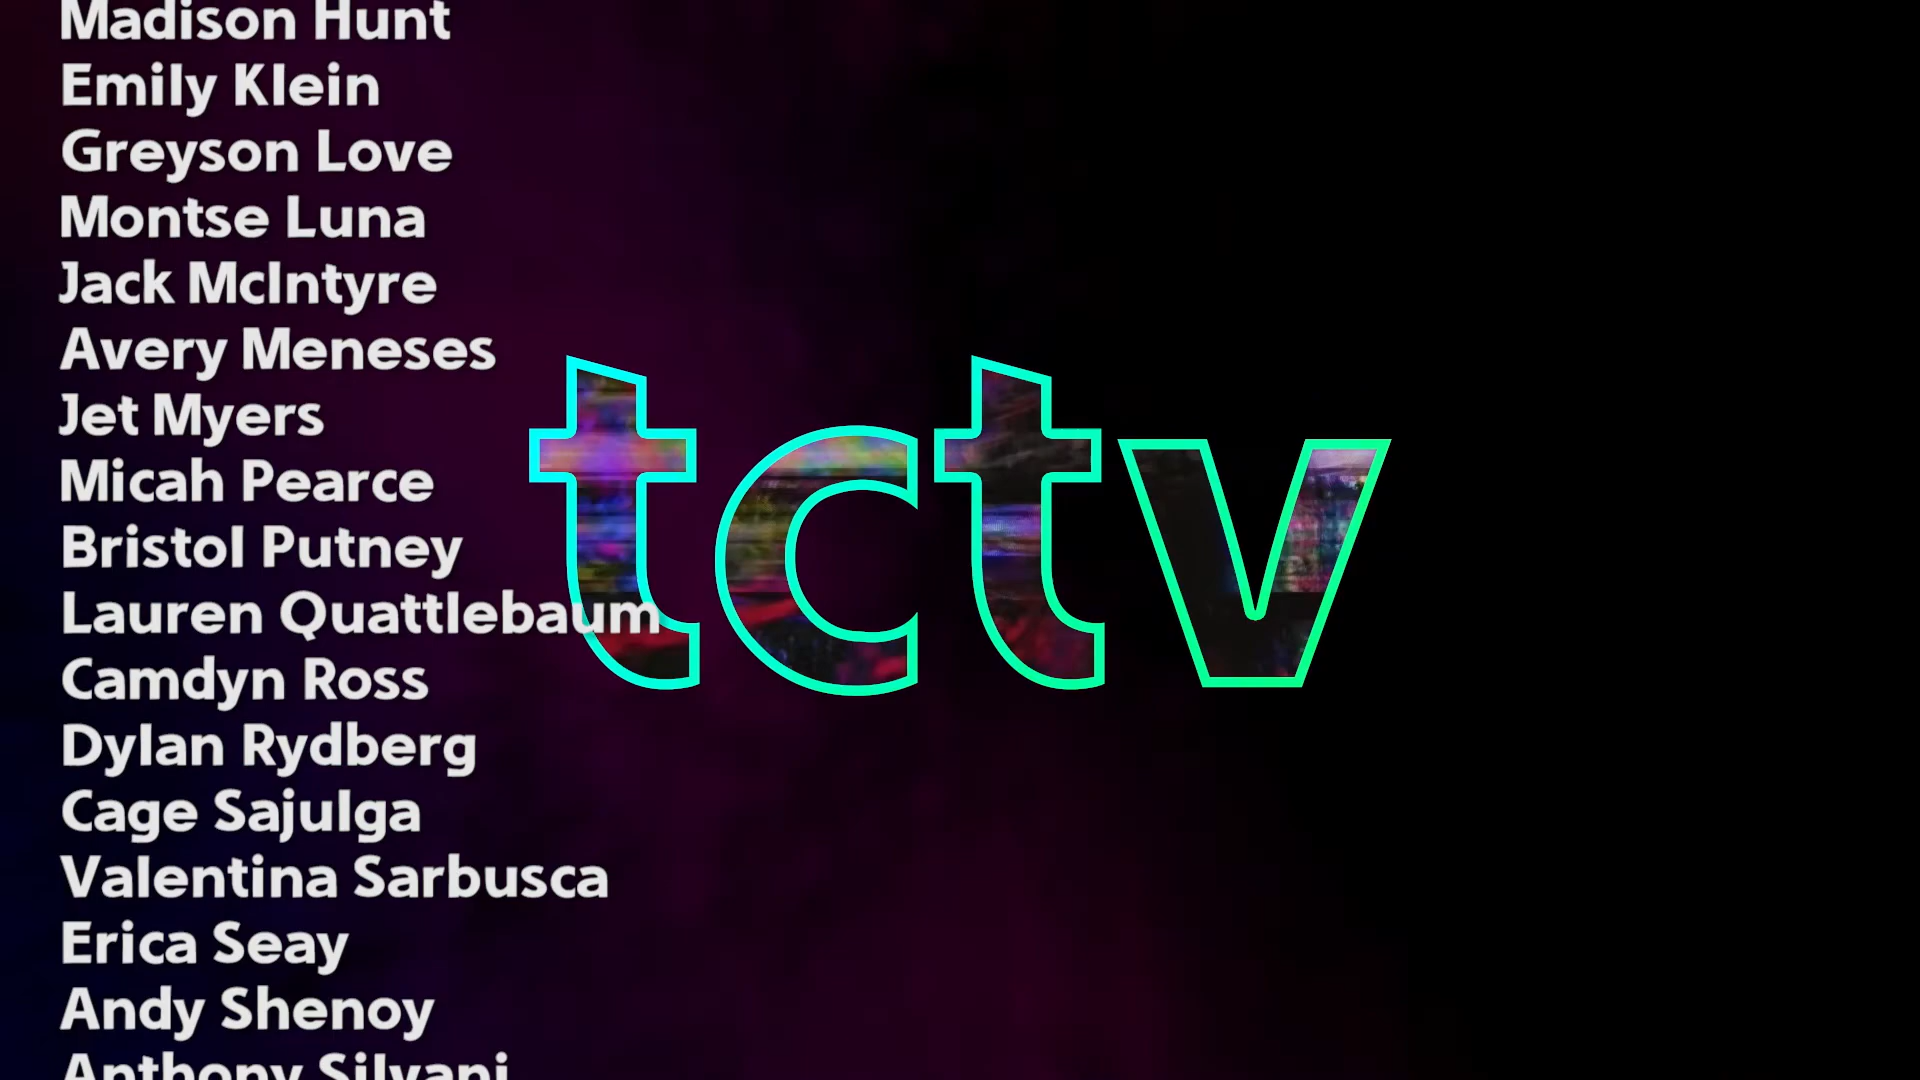 Madison Hunt
Emily Klein
Greyson Love
Montse Luna
Jack McIntyre
Avery Meneses
Jet Myers
Micah Pearce
Bristol Putney
Lauren Quattlebaum
Camdyn Ross
Dylan Rydberg
Cage Sajulga
Valentina Sarbusca
Erica Seay
Andy Shenoy
Anthony Silvani
tctv